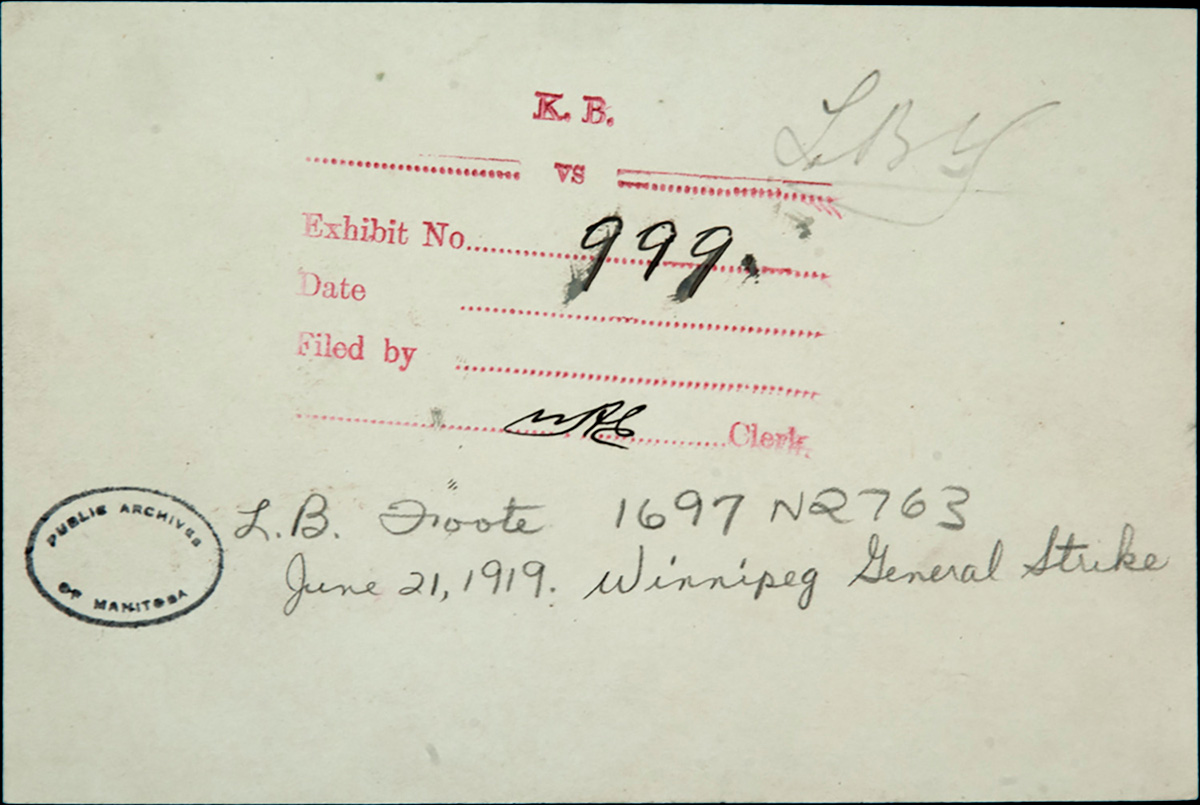 K. B.
vs
Exhibit No. 999.
Date
Filed by
Clerk.
L.B. Foote 1697 N2763
June 21, 1919. Winnipeg General Strike
PUBLIC ARCHIVES
OF MANITOBA